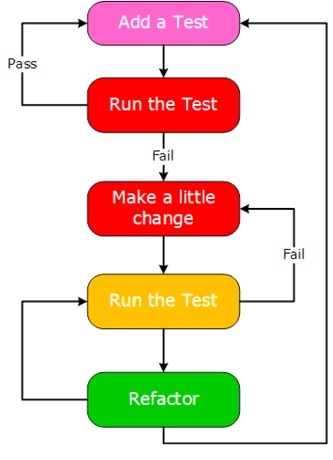 Add a Test
Pass
Run the Test
Fail
Make a little
change
Fail
Run the Test
Refactor